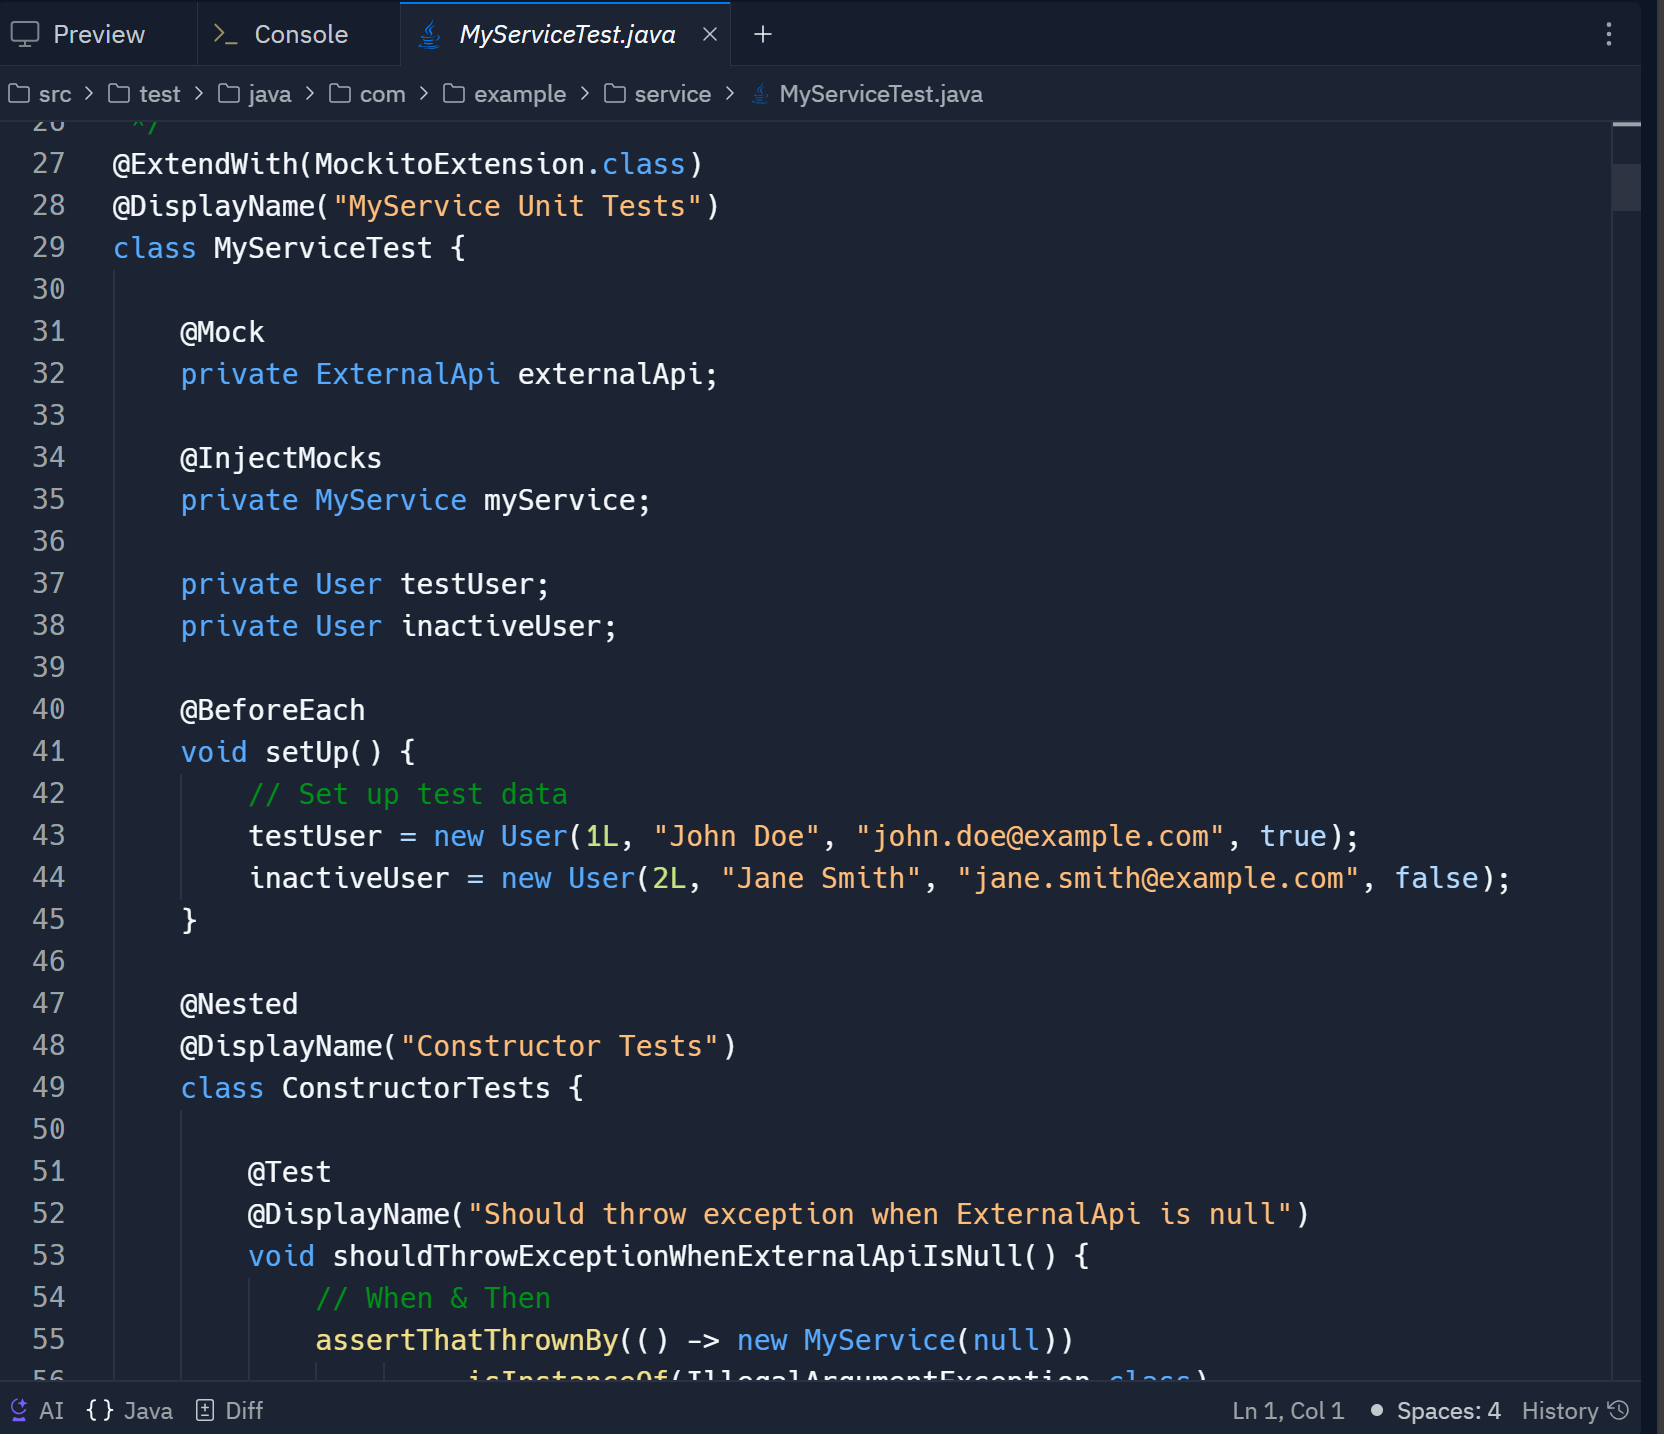 Preview
Console
MyServiceTest.java
src > test > java > com > example > service > MyServiceTest.java
26 */
27 @ExtendWith(MockitoExtension.class)
28 @DisplayName("MyService Unit Tests")
29 class MyServiceTest {
30
31     @Mock
32     private ExternalApi externalApi;
33
34     @InjectMocks
35     private MyService myService;
36
37     private User testUser;
38     private User inactiveUser;
39
40     @BeforeEach
41     void setUp() {
42         // Set up test data
43         testUser = new User(1L, "John Doe", "john.doe@example.com", true);
44         inactiveUser = new User(2L, "Jane Smith", "jane.smith@example.com", false);
45     }
46
47     @Nested
48     @DisplayName("Constructor Tests")
49     class ConstructorTests {
50
51         @Test
52         @DisplayName("Should throw exception when ExternalApi is null")
53         void shouldThrowExceptionWhenExternalApiIsNull() {
54             // When & Then
55             assertThatThrownBy(() -> new MyService(null))
56                     .isInstanceOf(IllegalArgumentException.class)
AI {} Java Diff Ln 1, Col 1 ● Spaces: 4 History